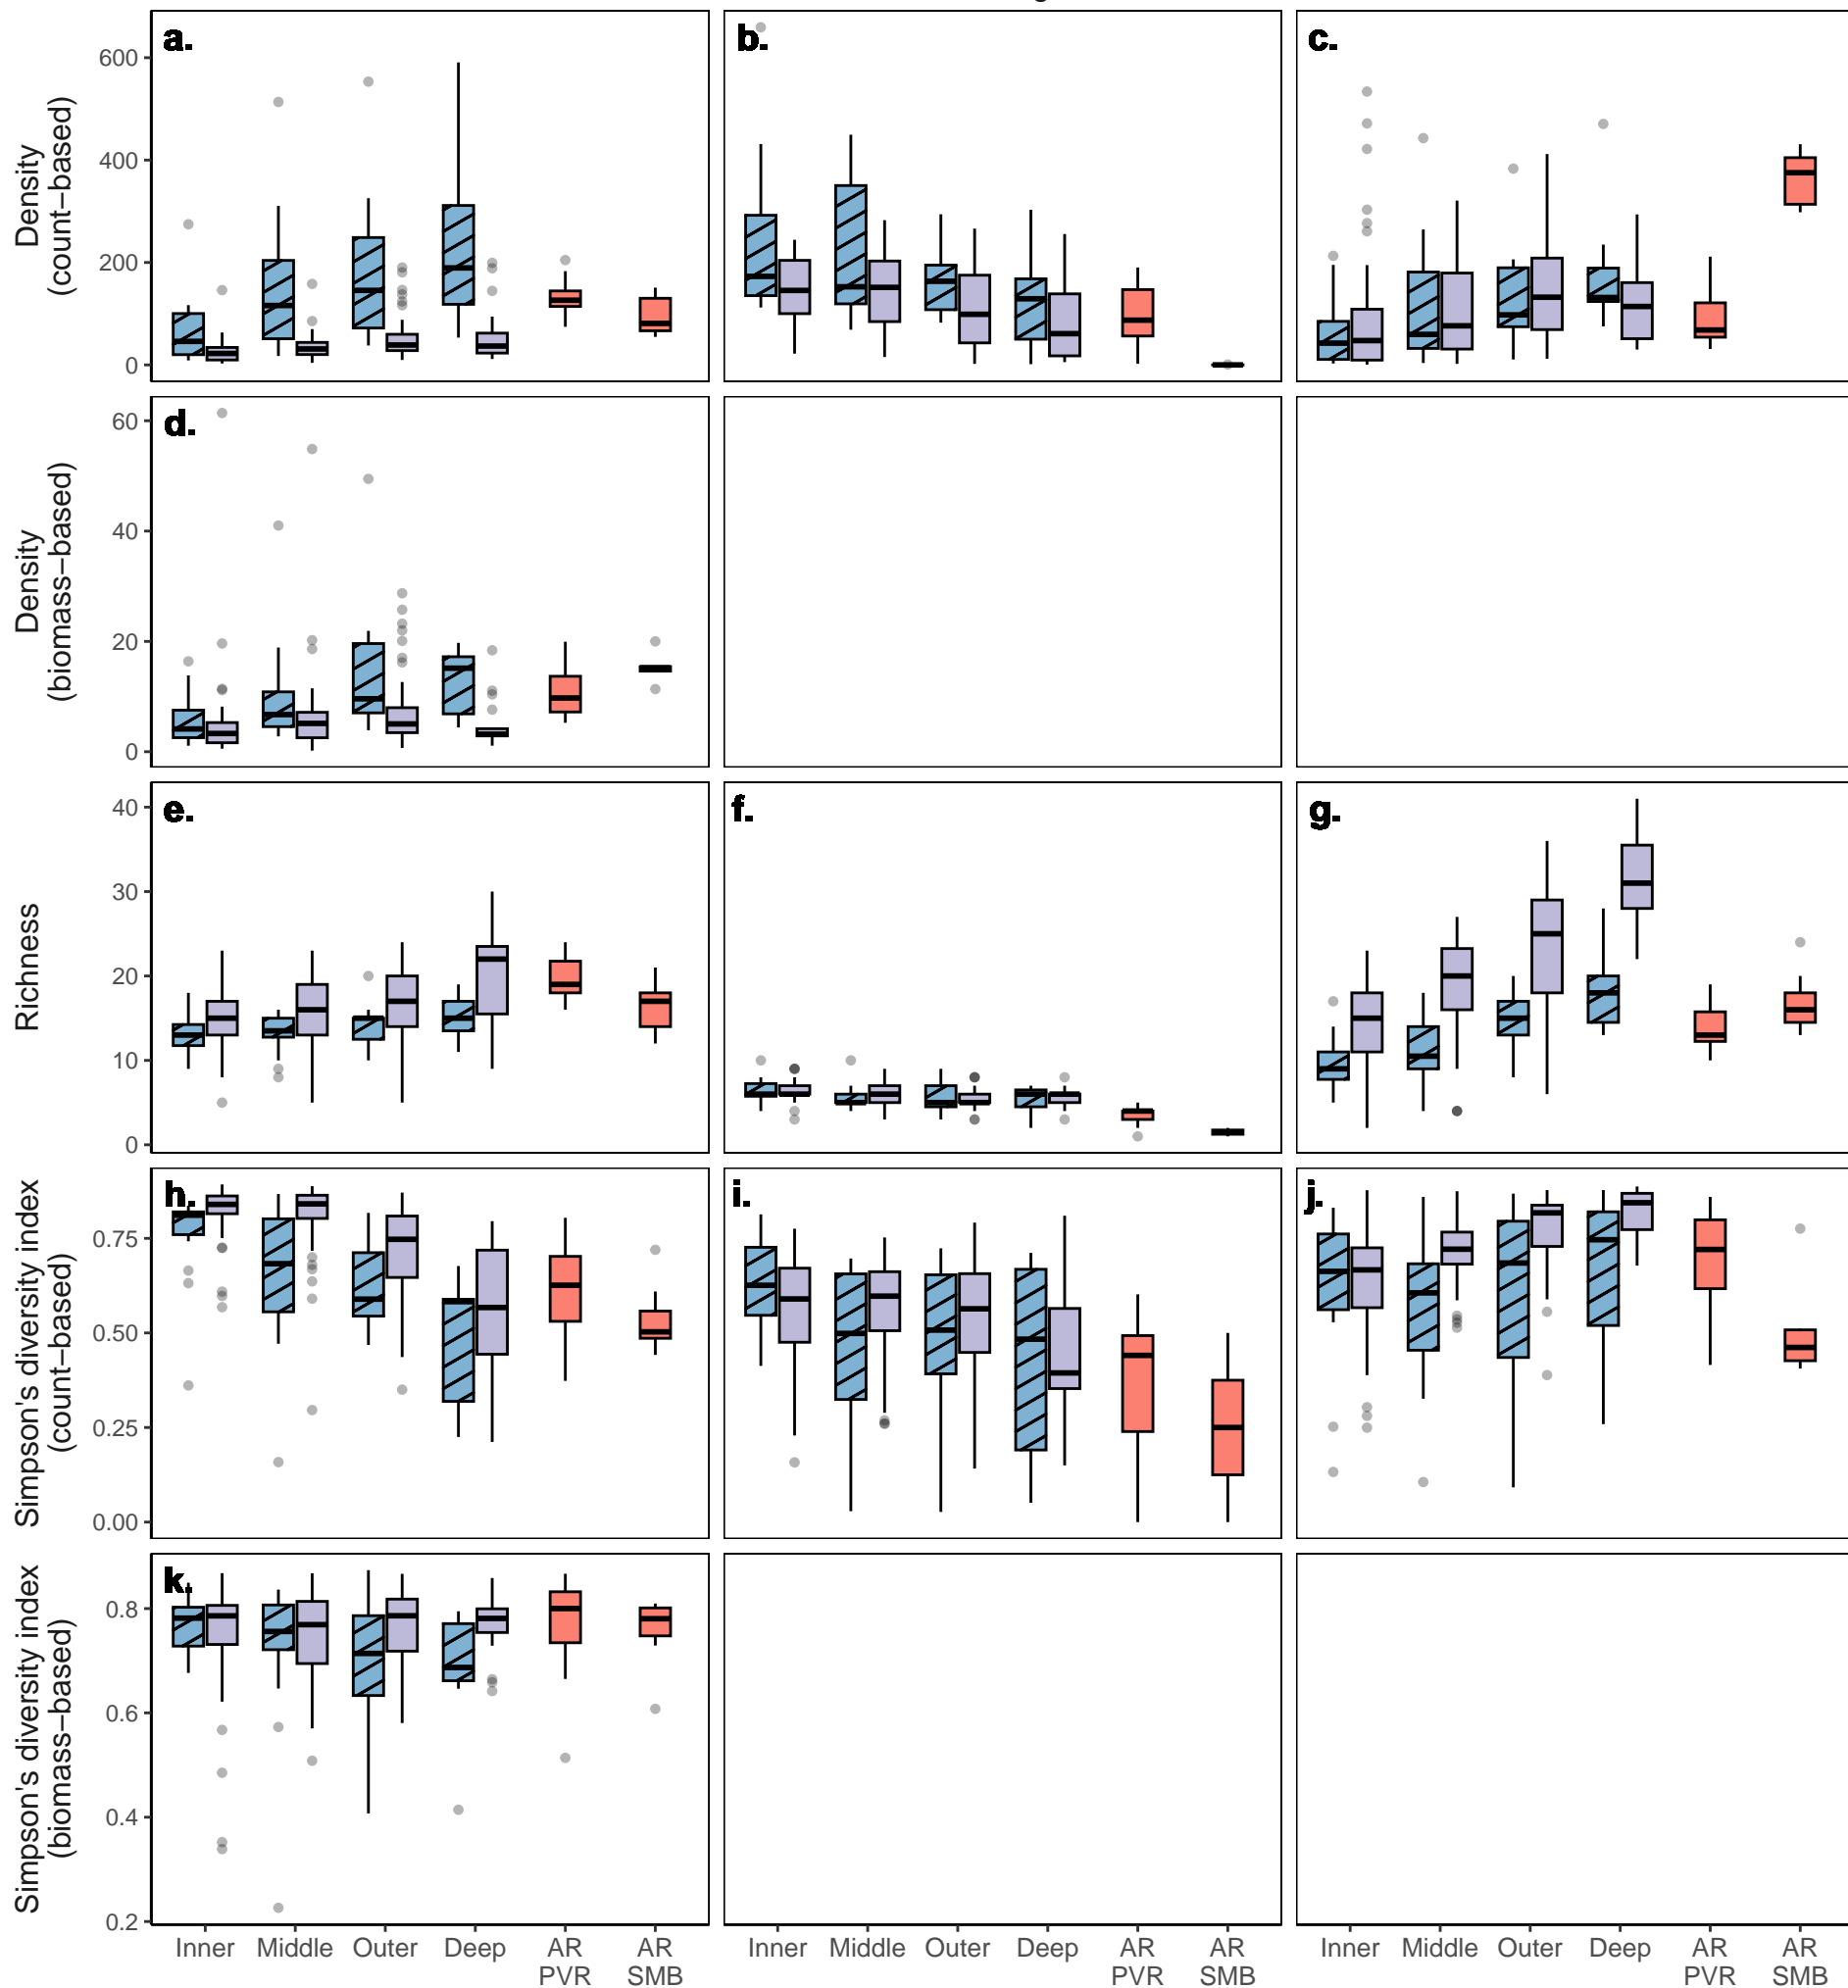 a.
b.
c.
600
400
200
0
Density
(count−based)
d.
60
40
20
0
Density
(biomass−based)
e.
f.
g.
40
30
20
10
0
Richness
h.
i.
j.
0.75
0.50
0.25
0.00
Simpson's diversity index
(count−based)
k.
0.8
0.6
0.4
0.2
Simpson's diversity index
(biomass−based)
Inner Middle Outer Deep AR PVR AR SMB
Inner Middle Outer Deep AR PVR AR SMB
Inner Middle Outer Deep AR PVR AR SMB